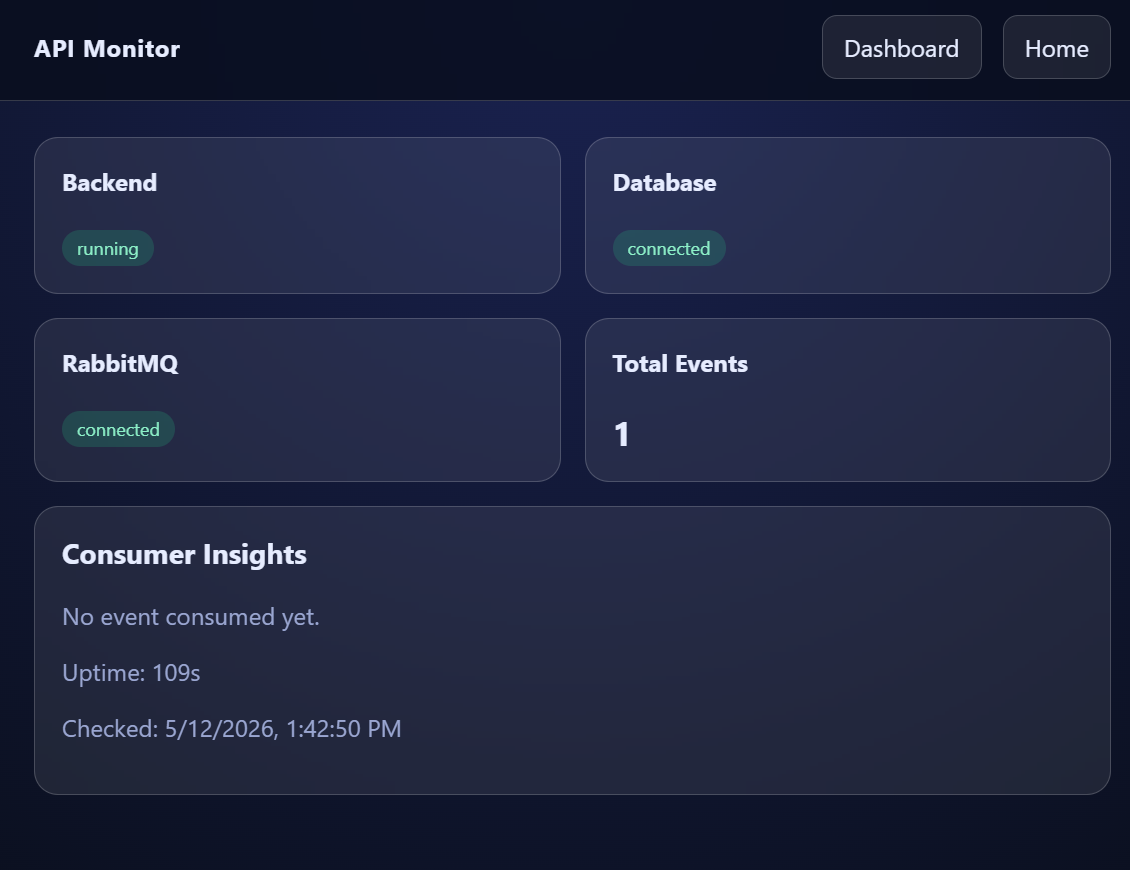 API Monitor
Dashboard
Home
Backend
running
Database
connected
RabbitMQ
connected
Total Events
1
Consumer Insights
No event consumed yet.
Uptime: 109s
Checked: 5/12/2026, 1:42:50 PM